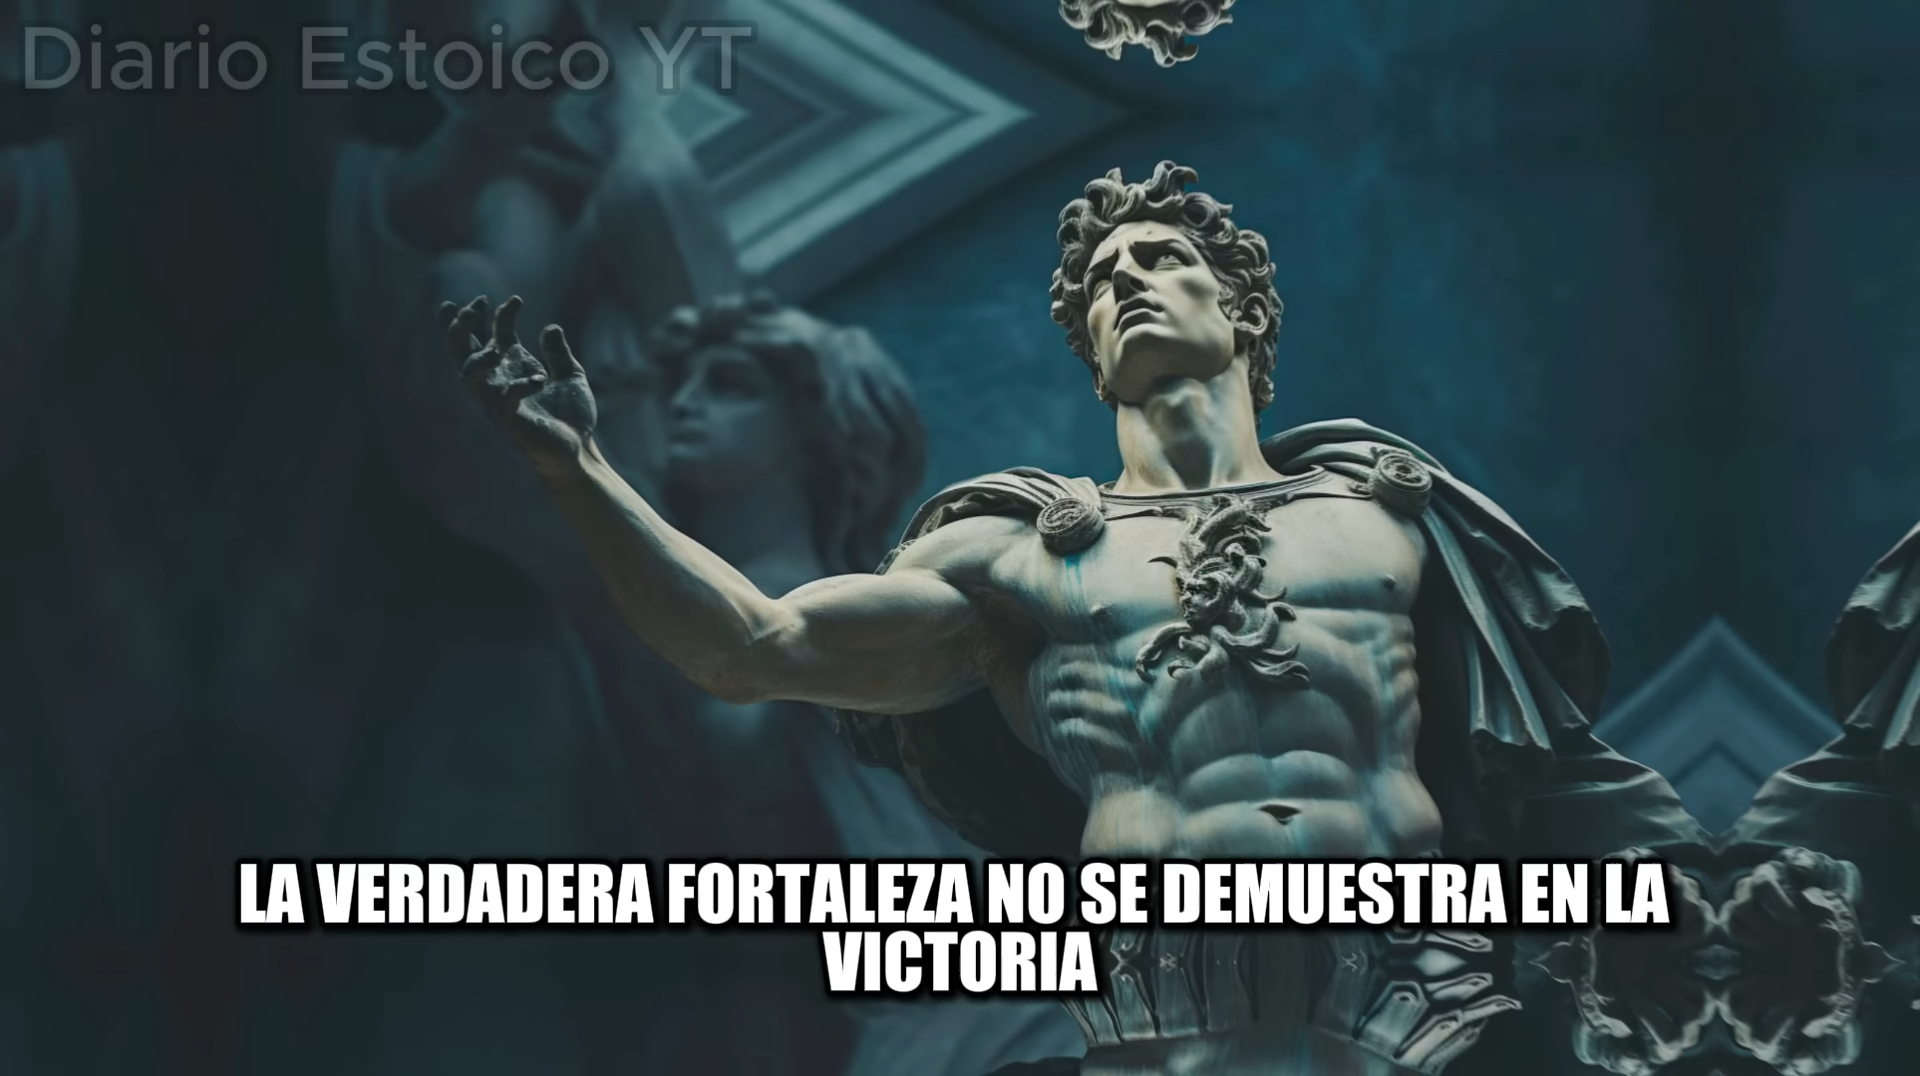 Diario Estoico YT
LA VERDADERA FORTALEZA NO SE DEMUESTRA EN LA
VICTORIA